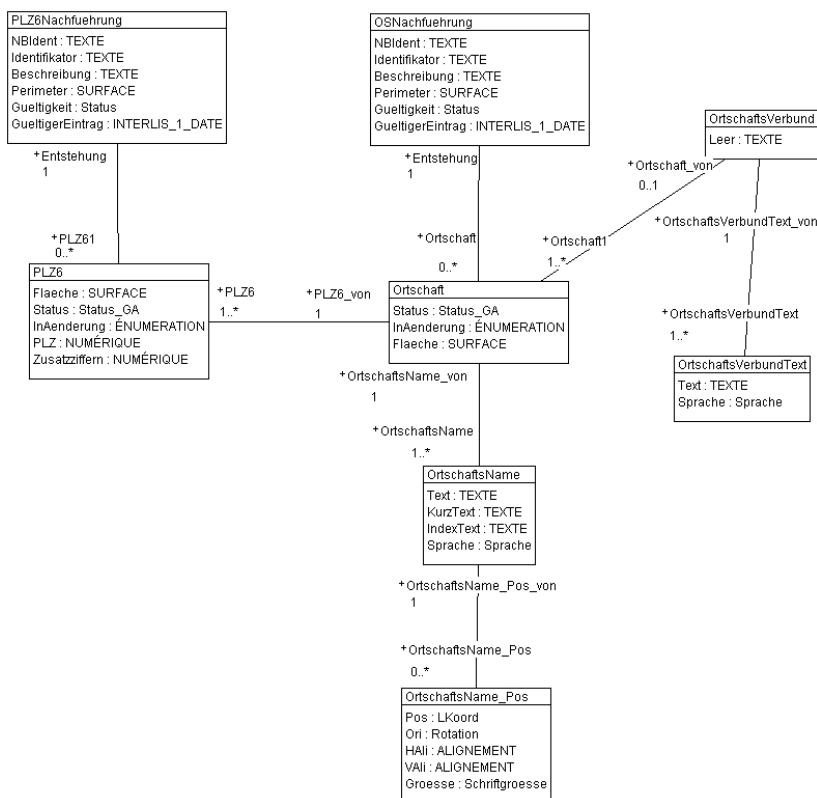 PLZ6Nachfuehrung
NBIdent : TEXTE
Identifikator : TEXTE
Beschreibung : TEXTE
Perimeter : SURFACE
Gueltigkeit : Status
GueltigerEintrag : INTERLIS_1_DATE
OSNachfuehrung
NBIdent : TEXTE
Identifikator : TEXTE
Beschreibung : TEXTE
Perimeter : SURFACE
Gueltigkeit : Status
GueltigerEintrag : INTERLIS_1_DATE
OrtschaftsVerbund
Leer : TEXTE
+Entstehung
1
+Entstehung
1
+Ortschaft_von
0..1
+OrtschaftsVerbundText_von
1
+PLZ61
0..*
+Ortschaft
0..*
+Ortschaft1
1..*
PLZ6
Flaeche : SURFACE
Status : Status_GA
InAenderung : ÉNUMERATION
PLZ : NUMÉRIQUE
Zusatzziffern : NUMÉRIQUE
+PLZ6
1..*
+PLZ6_von
1
Ortschaft
Status : Status_GA
InAenderung : ÉNUMERATION
Flaeche : SURFACE
+OrtschaftsVerbundText
1..*
OrtschaftsVerbundText
Text : TEXTE
Sprache : Sprache
+OrtschaftsName_von
1
+OrtschaftsName
1..*
OrtschaftsName
Text : TEXTE
KurzText : TEXTE
IndexText : TEXTE
Sprache : Sprache
+OrtschaftsName_Pos_von
1
+OrtschaftsName_Pos
0..*
OrtschaftsName_Pos
Pos : LKoord
Ori : Rotation
HAli : ALIGNEMENT
VAli : ALIGNEMENT
Groesse : Schriftgroesse